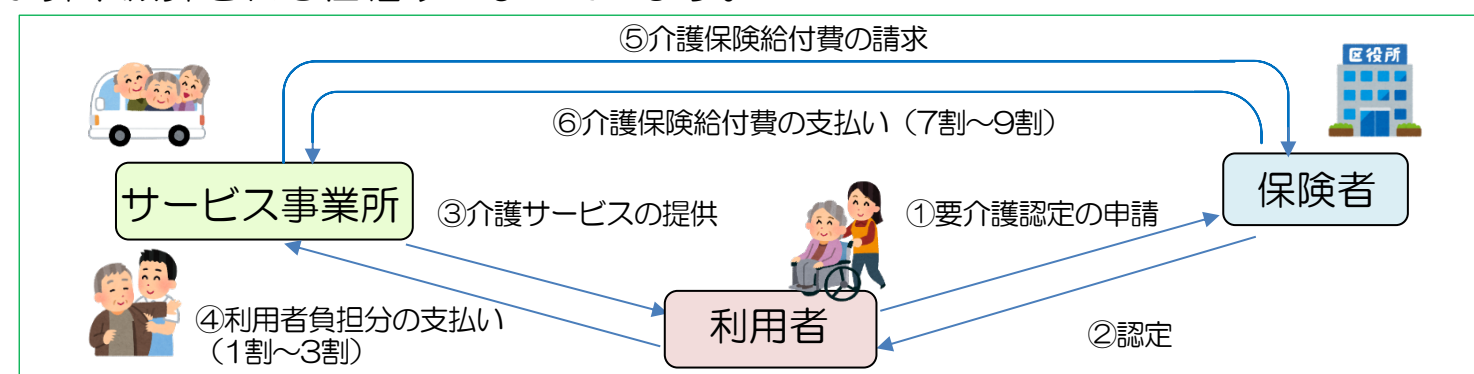 ⑤介護保険給付費の請求
区役所
⑥介護保険給付費の支払い（7割～9割）
サービス事業所
保険者
③介護サービスの提供
①要介護認定の申請
④利用者負担分の支払い
（1割～3割）
利用者
②認定